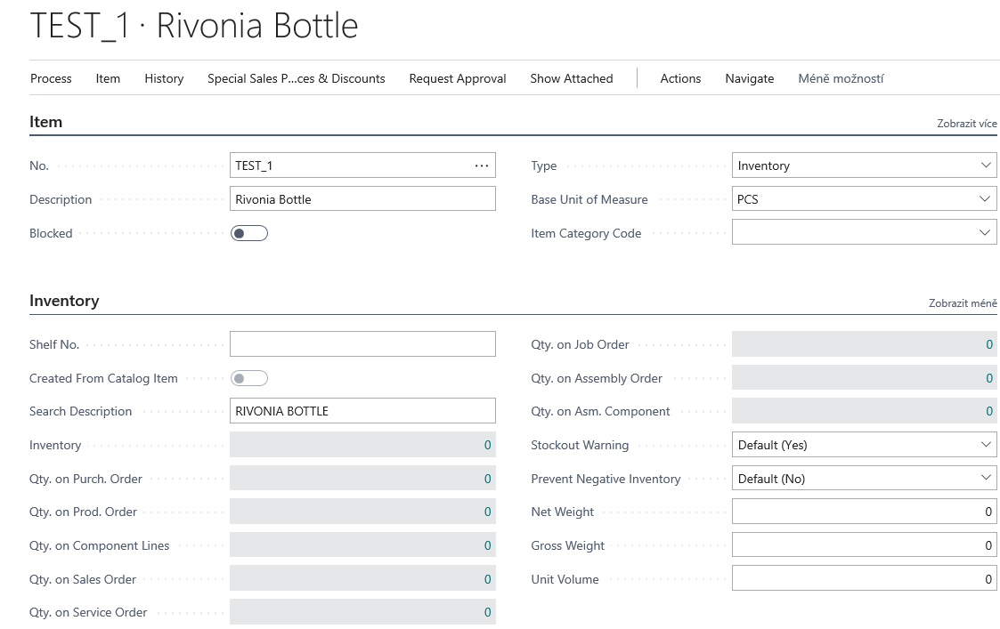 TEST_1 · Rivonia Bottle
Process Item History Special Sales P...ces & Discounts Request Approval Show Attached Actions Navigate Méně možností
Item Zobrazit více
No. TEST_1 ...
Description Rivonia Bottle
Blocked
Type Inventory
Base Unit of Measure PCS
Item Category Code
Inventory Zobrazit méně
Shelf No.
Created From Catalog Item
Search Description RIVONIA BOTTLE
Inventory 0
Qty. on Purch. Order 0
Qty. on Prod. Order 0
Qty. on Component Lines 0
Qty. on Sales Order 0
Qty. on Service Order 0
Qty. on Job Order 0
Qty. on Assembly Order 0
Qty. on Asm. Component 0
Stockout Warning Default (Yes)
Prevent Negative Inventory Default (No)
Net Weight 0
Gross Weight 0
Unit Volume 0